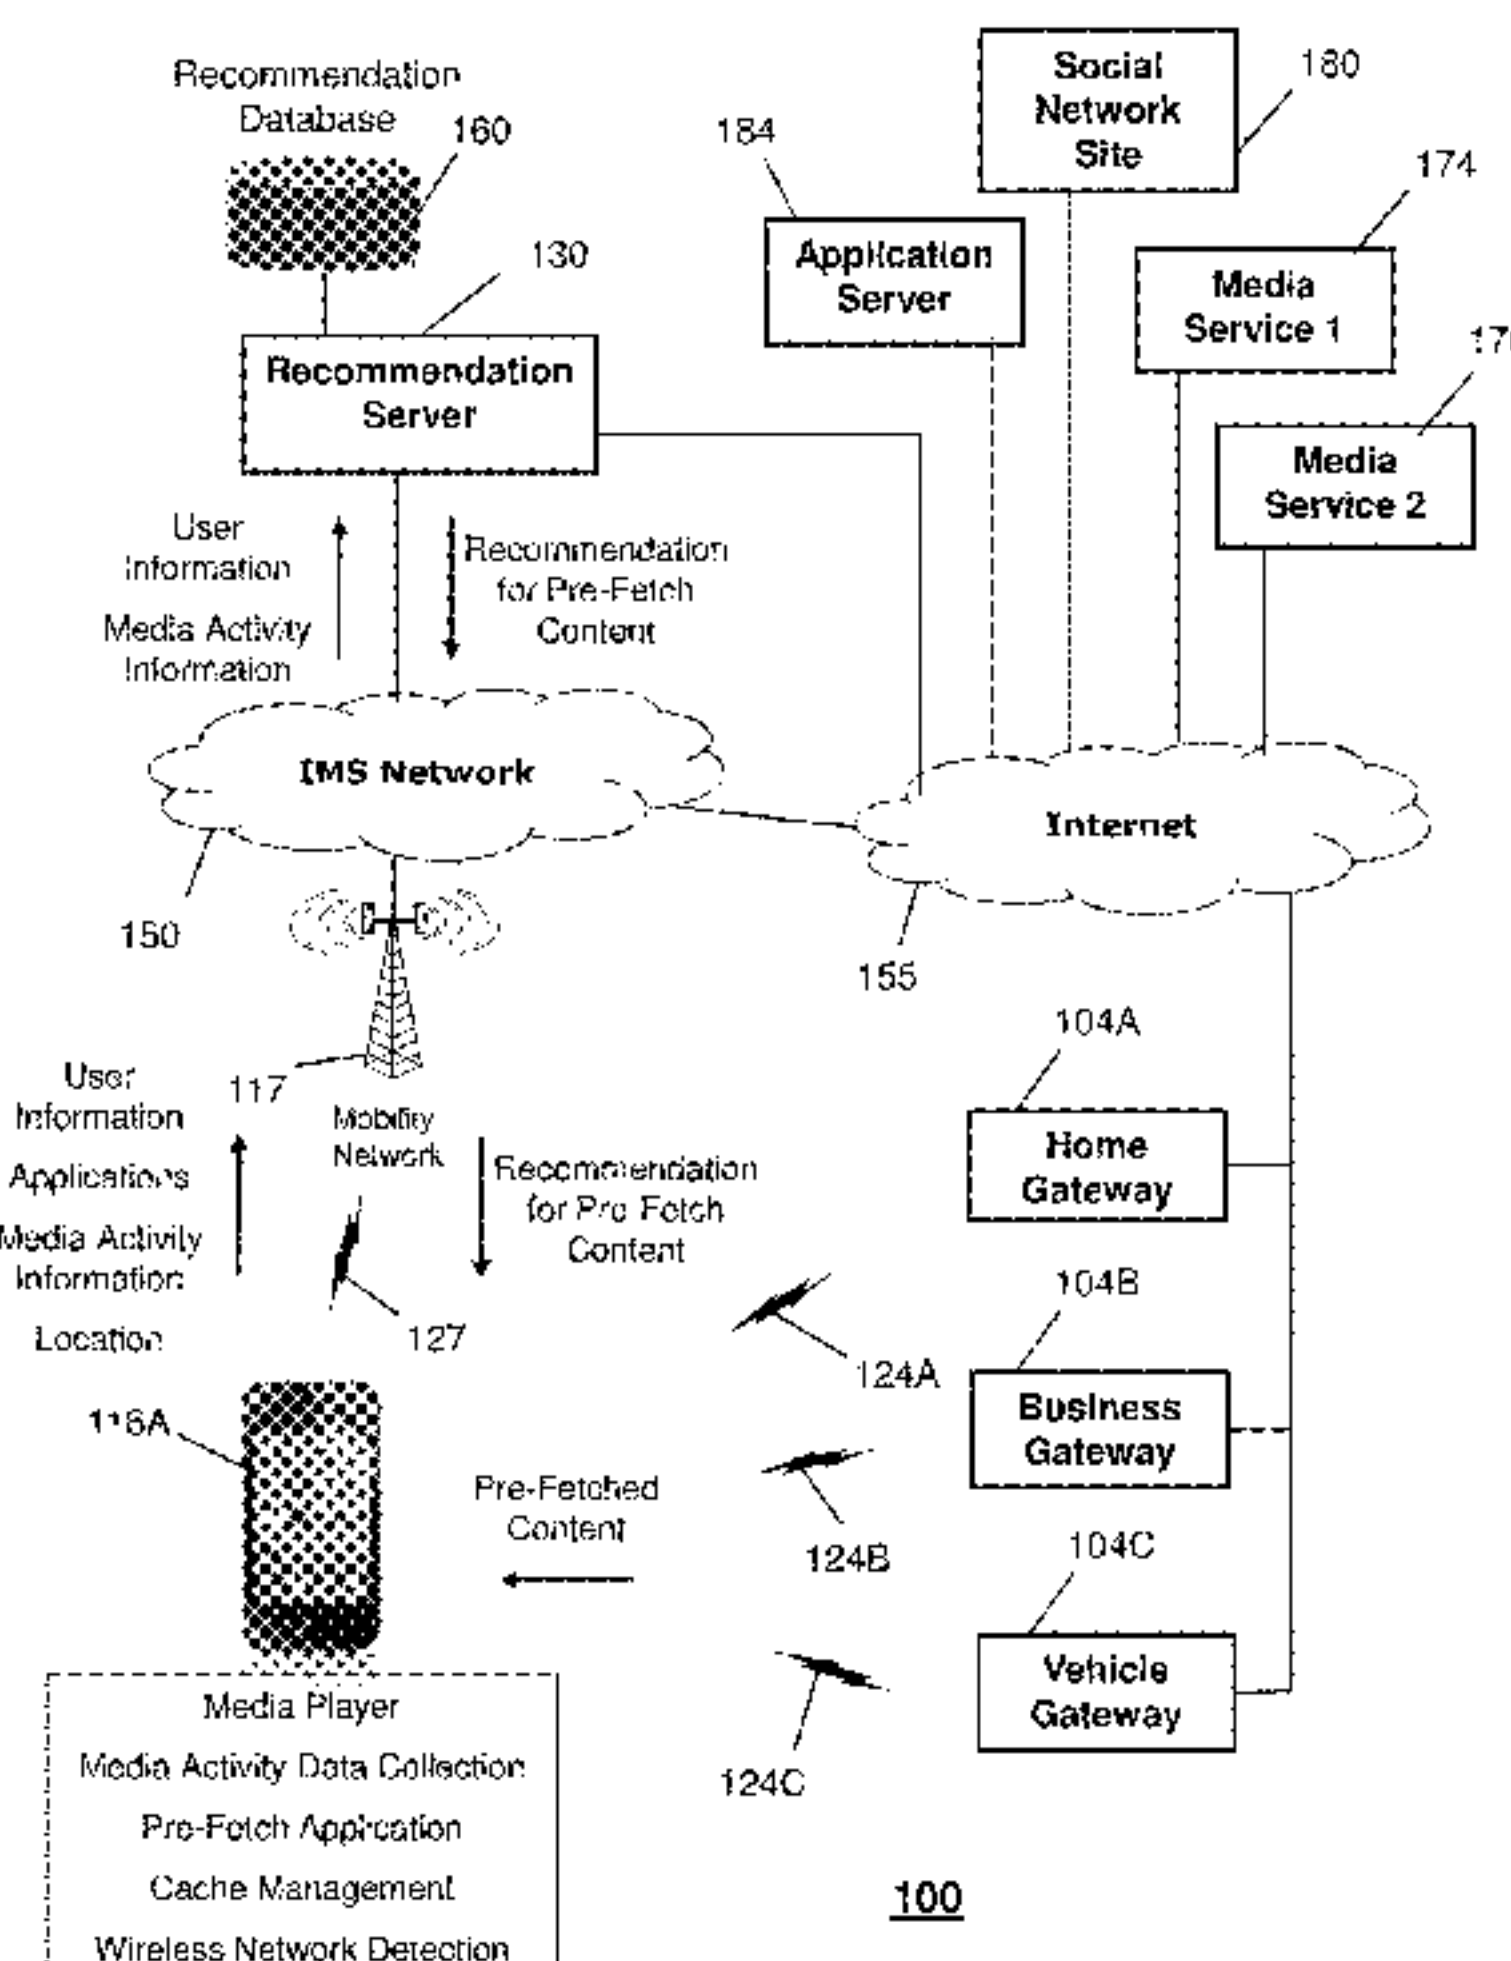 Recommendation
Database
160
130
Recommendation
Server
184
Application
Server
Social
Network
Site
180
174
Media
Service 1
Media
Service 2
User
Information
Media Activity
Information
Recommendation
for Pre-Fetch
Content
IMS Network
150
Internet
155
117
Mobility
Network
User
Information
Applications
Media Activity
Information
Location
Recommendation
for Pre-Fetch
Content
127
116A
124A
Pre-Fetched
Content
124B
124C
104A
Home
Gateway
104B
Business
Gateway
104C
Vehicle
Gateway
Media Player
Media Activity Data Collection
Pre-Fetch Application
Cache Management
Wireless Network Detection
100